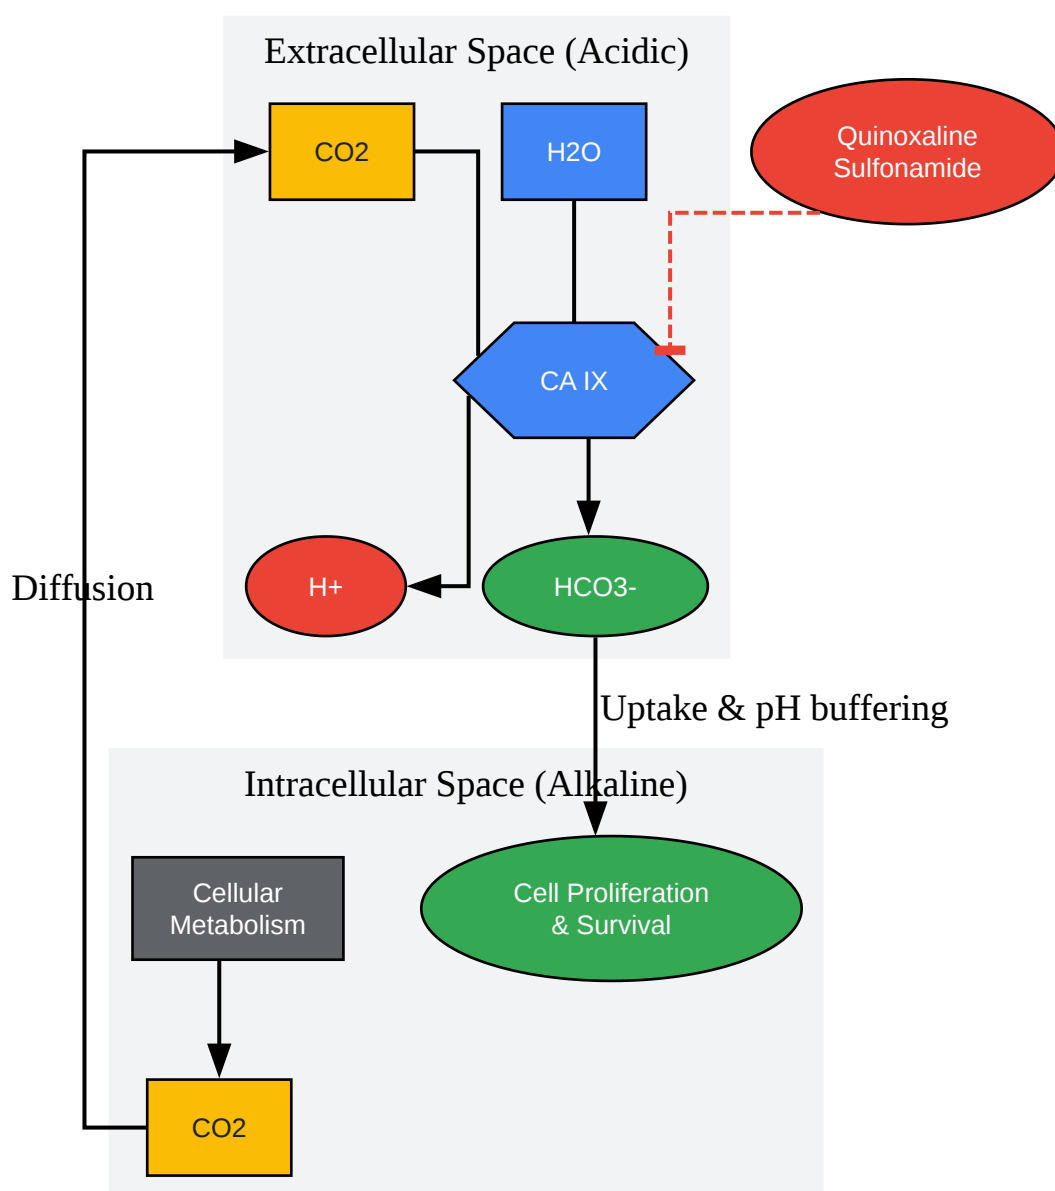 Extracellular Space (Acidic)
CO2
H2O
Quinoxaline
Sulfonamide
CA IX
H+
HCO3-
Diffusion
Uptake & pH buffering
Intracellular Space (Alkaline)
Cellular
Metabolism
Cell Proliferation
& Survival
CO2